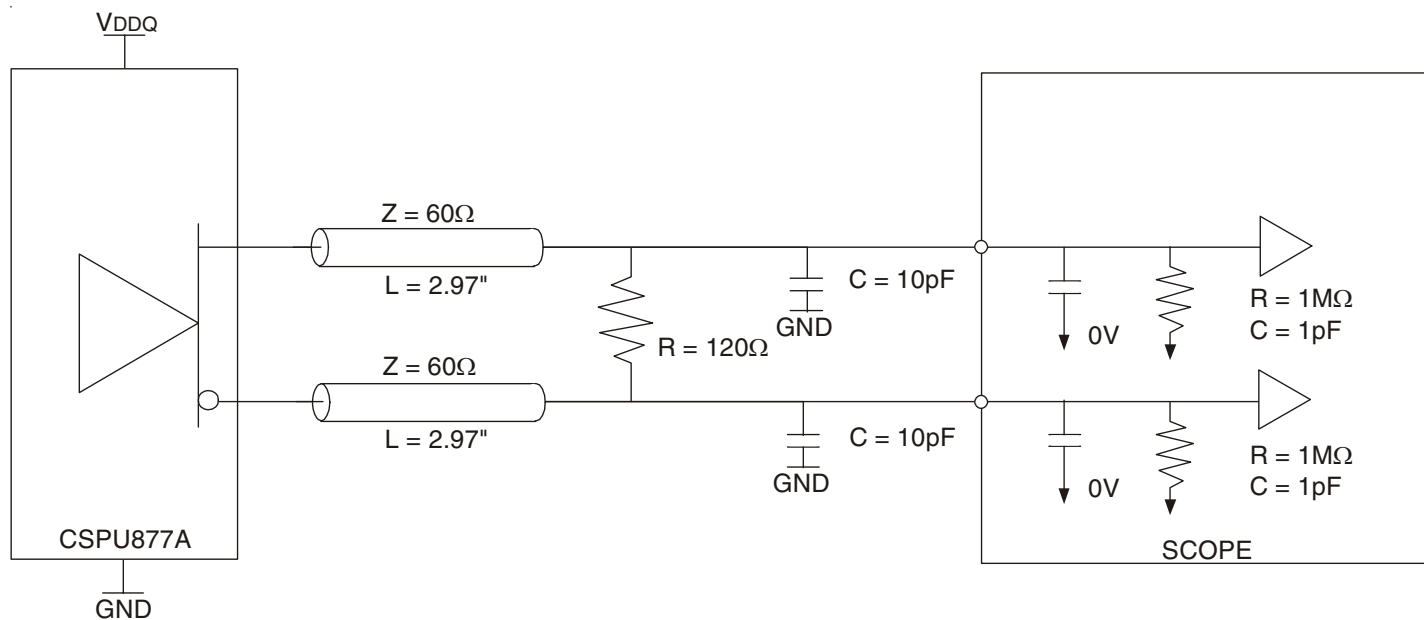 VDDQ
Z = 60Ω
L = 2.97"
C = 10pF
GND
R = 120Ω
0V
R = 1MΩ
C = 1pF
Z = 60Ω
L = 2.97"
C = 10pF
GND
0V
R = 1MΩ
C = 1pF
CSPU877A
SCOPE
GND